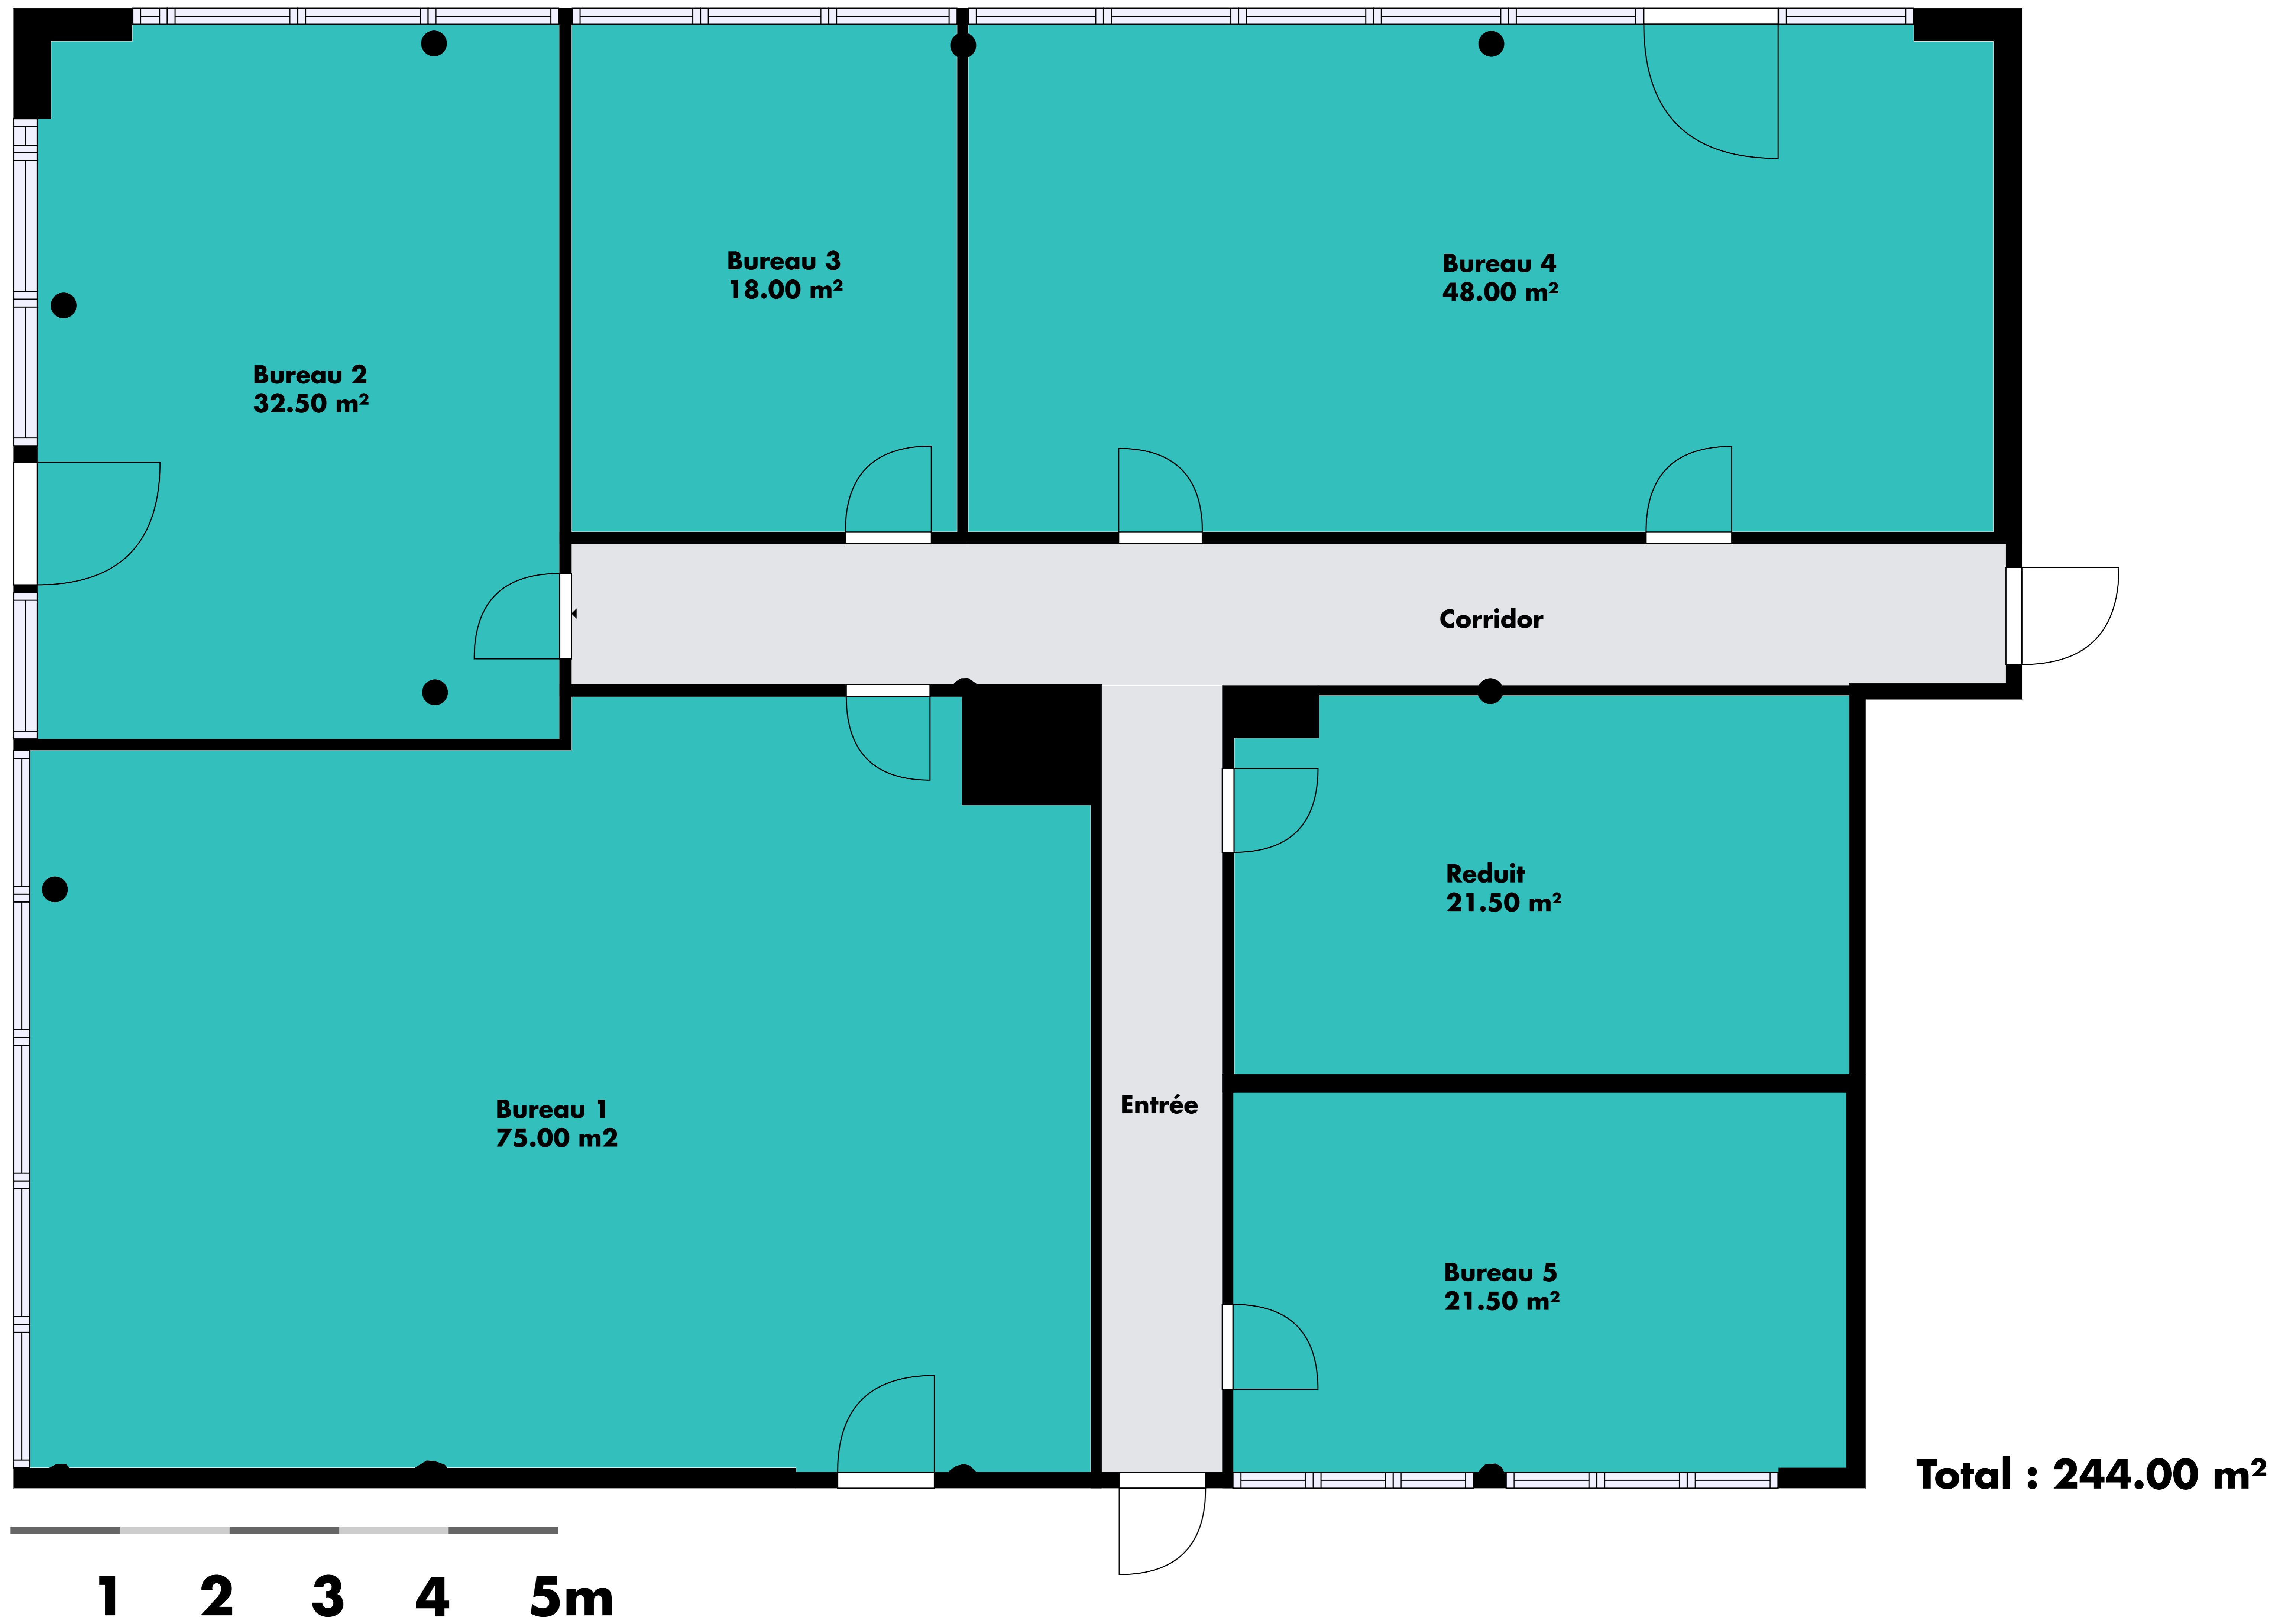 Bureau 3
18.00 m²
Bureau 4
48.00 m²
Bureau 2
32.50 m²
Corridor
Reduit
21.50 m²
Bureau 1
75.00 m2
Entrée
Bureau 5
21.50 m²
Total : 244.00 m²
1 2 3 4 5m